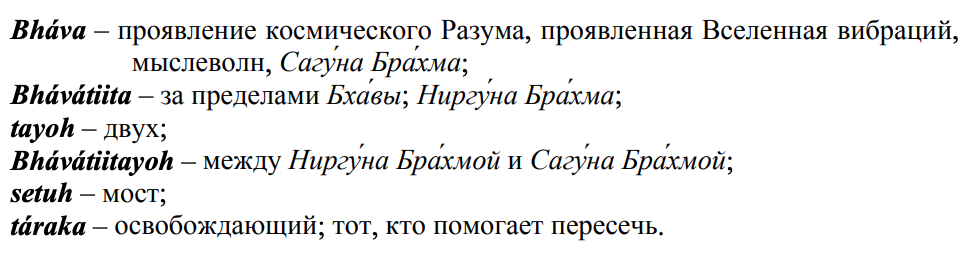 Bháva – проявление космического Разума, проявленная Вселенная вибраций,
мыслеволн, Сагу́на Бра́хма;
Bhávátiita – за пределами Бха́вы; Ниргу́на Бра́хма;
tayoh – двух;
Bhávátiitayoh – между Ниргу́на Бра́хмой и Сагу́на Бра́хмой;
setuh – мост;
táraka – освобождающий; тот, кто помогает пересечь.